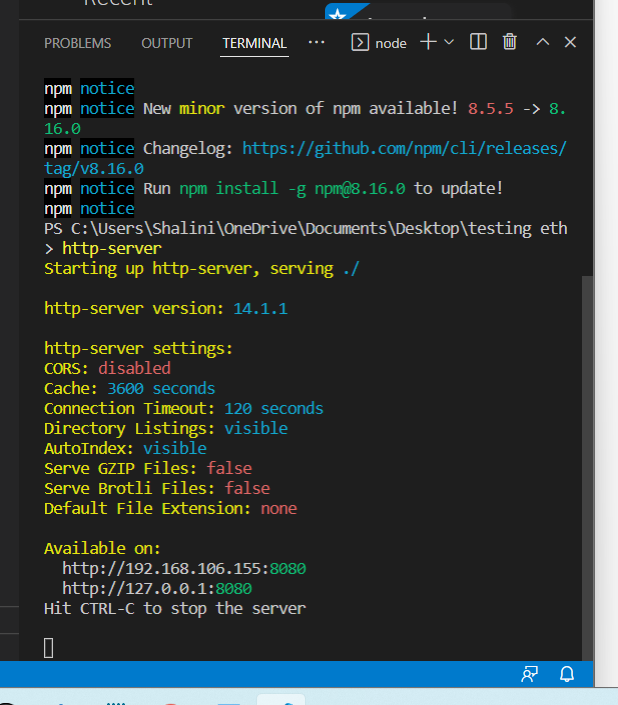 Recent
PROBLEMS OUTPUT TERMINAL ··· node
npm notice
npm notice New minor version of npm available! 8.5.5 -> 8.
16.0
npm notice Changelog: https://github.com/npm/cli/releases/
tag/v8.16.0
npm notice Run npm install -g npm@8.16.0 to update!
npm notice
PS C:\Users\Shalini\OneDrive\Documents\Desktop\testing eth
> http-server
Starting up http-server, serving ./
http-server version: 14.1.1
http-server settings:
CORS: disabled
Cache: 3600 seconds
Connection Timeout: 120 seconds
Directory Listings: visible
AutoIndex: visible
Serve GZIP Files: false
Serve Brotli Files: false
Default File Extension: none
Available on:
  http://192.168.106.155:8080
  http://127.0.0.1:8080
Hit CTRL-C to stop the server